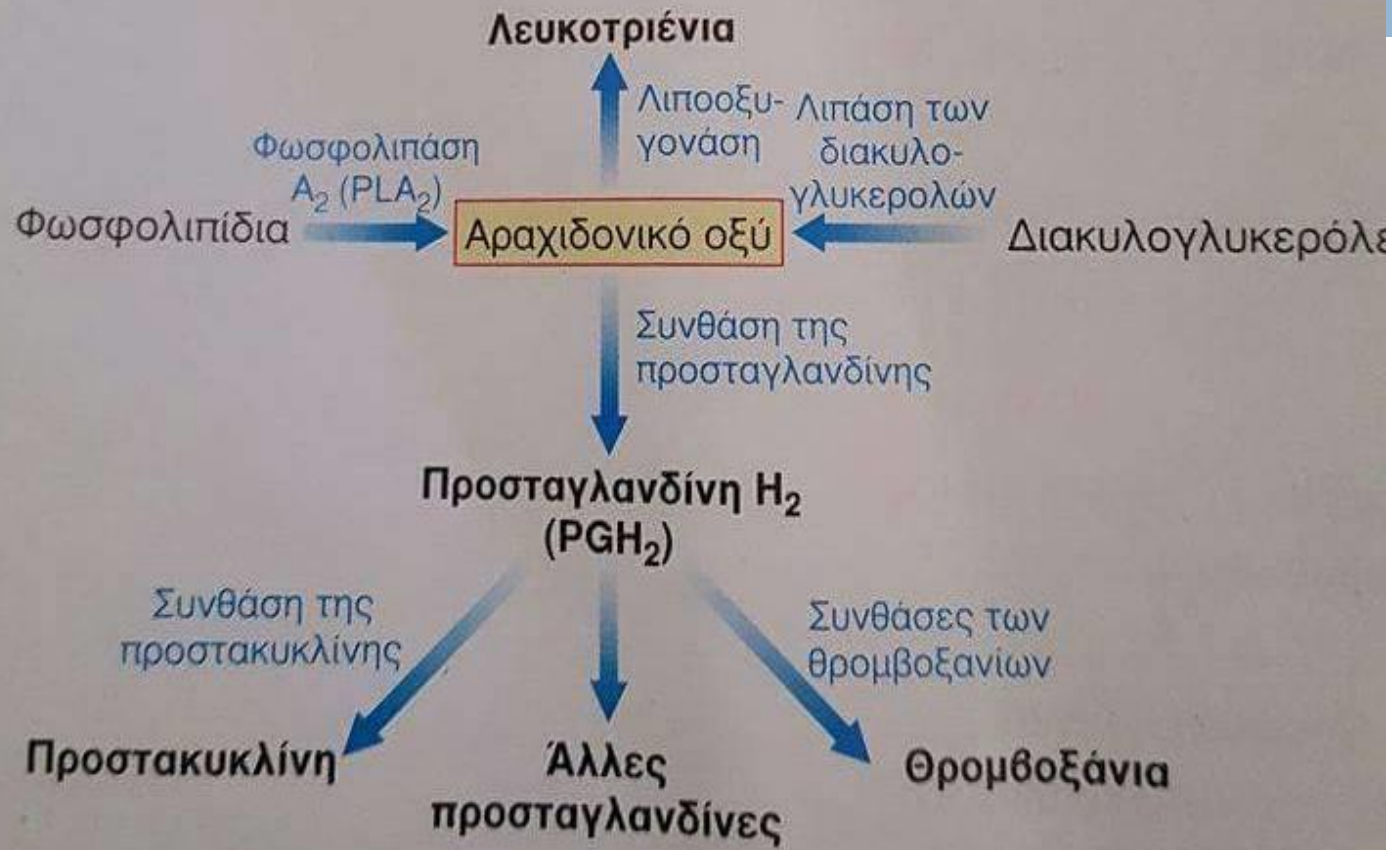 Λευκοτριένια
Λιποοξυ-
γονάση
Λιπάση των
διακυλο-
γλυκερολών
Φωσφολιπάση
A₂ (PLA₂)
Φωσφολιπίδια
Αραχιδονικό οξύ
Διακυλογλυκερόλε
Συνθάση της
προσταγλανδίνης
Προσταγλανδίνη H₂
(PGH₂)
Συνθάση της
προστακυκλίνης
Συνθάσες των
θρομβοξανίων
Προστακυκλίνη
Άλλες
προσταγλανδίνες
Θρομβοξάνια